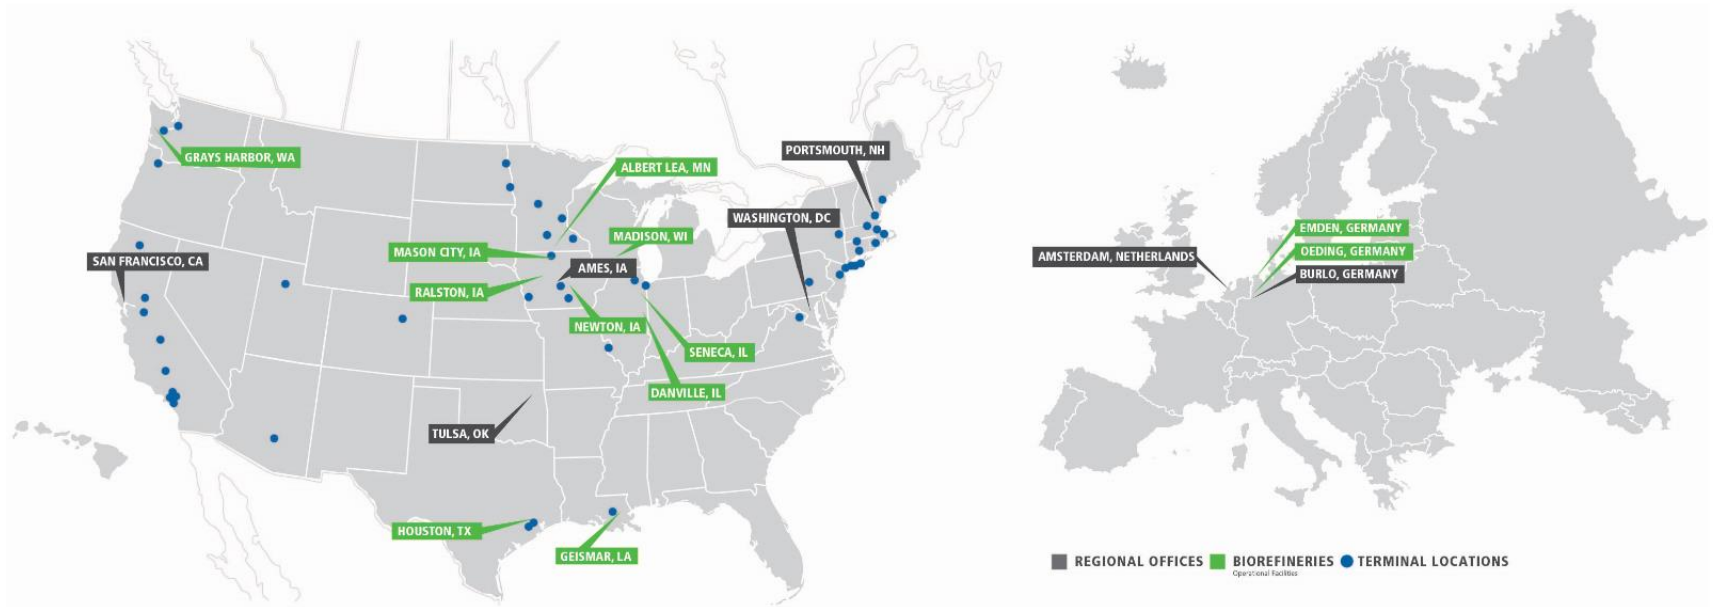 GRAYS HARBOR, WA
SAN FRANCISCO, CA
MASON CITY, IA
RALSTON, IA
ALBERT LEA, MN
MADISON, WI
AMES, IA
NEWTON, IA
SENECA, IL
DANVILLE, IL
TULSA, OK
HOUSTON, TX
GEISMAR, LA
PORTSMOUTH, NH
WASHINGTON, DC
AMSTERDAM, NETHERLANDS
EMDEN, GERMANY
OEDING, GERMANY
BURLO, GERMANY
REGIONAL OFFICES
BIOREFINERIES
Operational Facilities
TERMINAL LOCATIONS